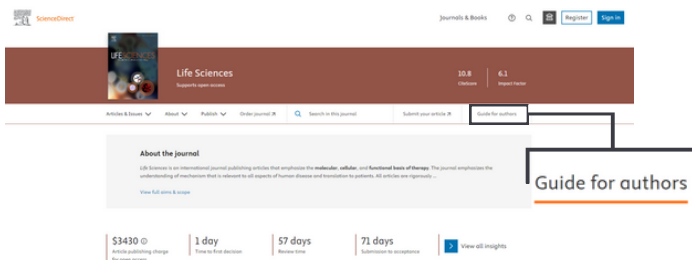 ScienceDirect
Journals & Books
Register
Sign in
LIFE SCIENCES
Life Sciences
Supports open access
10.8
CiteScore
6.1
Impact Factor
Articles & Issues
About
Publish
Order journal
Search in this journal
Submit your article
Guide for authors
About the journal
Life Sciences is an international journal publishing articles that emphasize the molecular, cellular, and functional basis of therapy. The journal emphasizes the
understanding of mechanism that is relevant to all aspects of human disease and translation to patients. All articles are rigorously ...
View full aims & scope
Guide for authors
$3430
Article publishing charge
for open access
1 day
Time to first decision
57 days
Review time
71 days
Submission to acceptance
View all insights